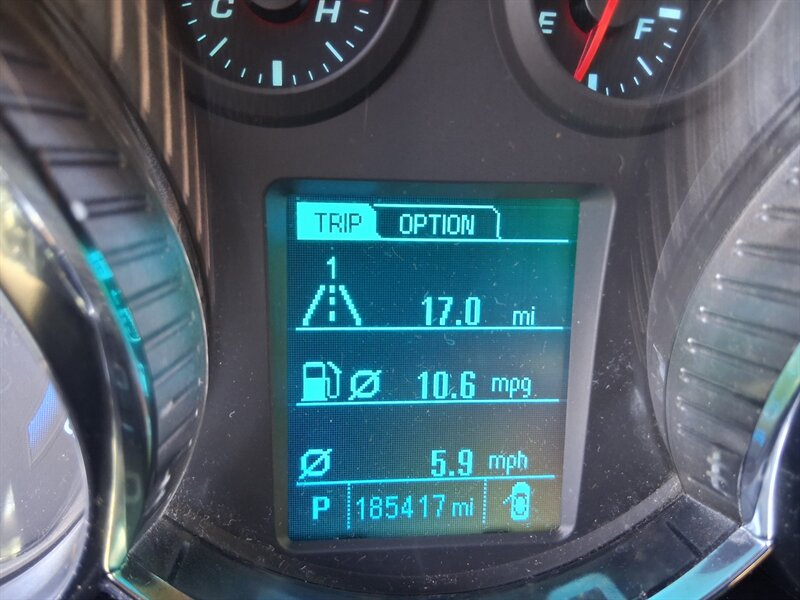 C H
E F
TRIP OPTION
1
17.0 mi
10.6 mpg
5.9 mph
P 185417 mi